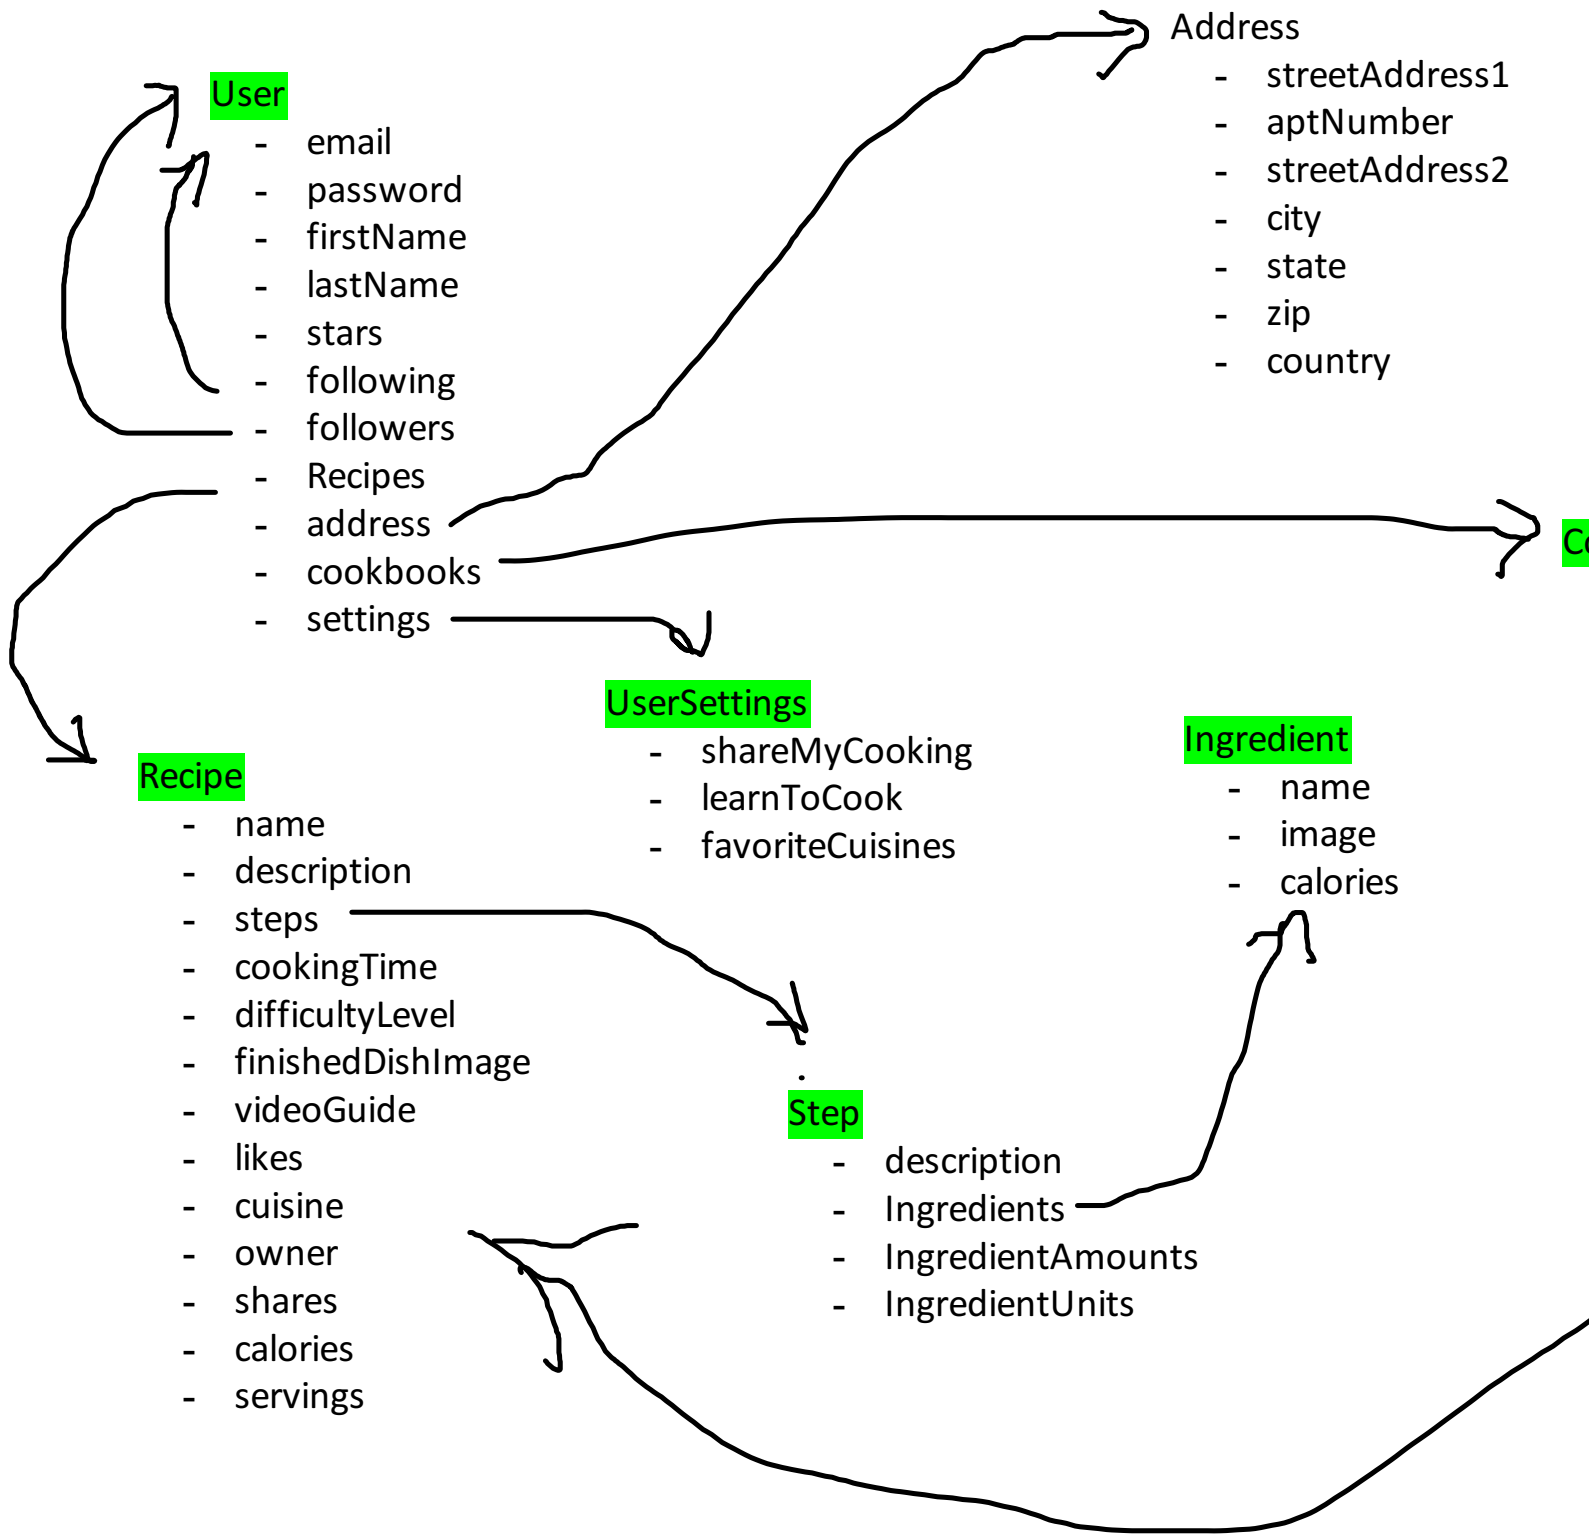 User
- email
- password
- firstName
- lastName
- stars
- following
- followers
- Recipes
- address
- cookbooks
- settings
Address
- streetAddress1
- aptNumber
- streetAddress2
- city
- state
- zip
- country
UserSettings
- shareMyCooking
- learnToCook
- favoriteCuisines
Ingredient
- name
- image
- calories
Recipe
- name
- description
- steps
- cookingTime
- difficultyLevel
- finishedDishImage
- videoGuide
- likes
- cuisine
- owner
- shares
- calories
- servings
Step
- description
- Ingredients
- IngredientAmounts
- IngredientUnits